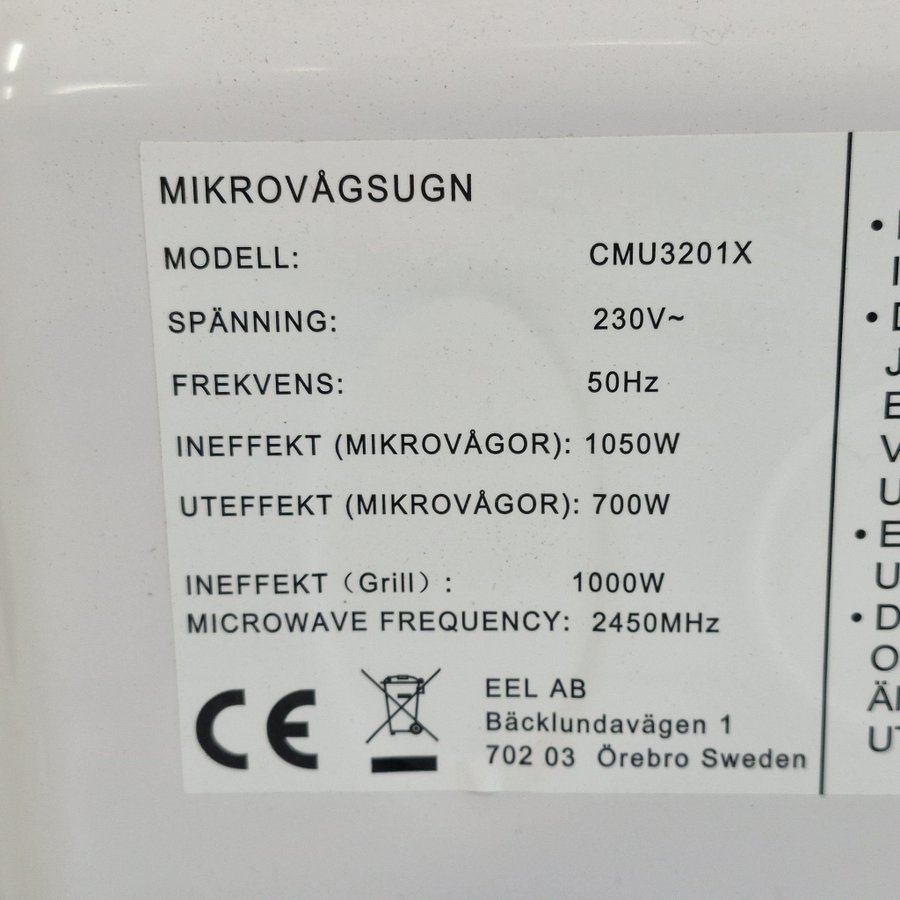 MIKROVÅGSUGN
MODELL: CMU3201X
SPÄNNING: 230V~
FREKVENS: 50Hz
INEFFEKT (MIKROVÅGOR): 1050W
UTEFFEKT (MIKROVÅGOR): 700W
INEFFEKT (Grill) : 1000W
MICROWAVE FREQUENCY: 2450MHz
CE
EEL AB
Bäcklundavägen 1
702 03 Örebro Sweden